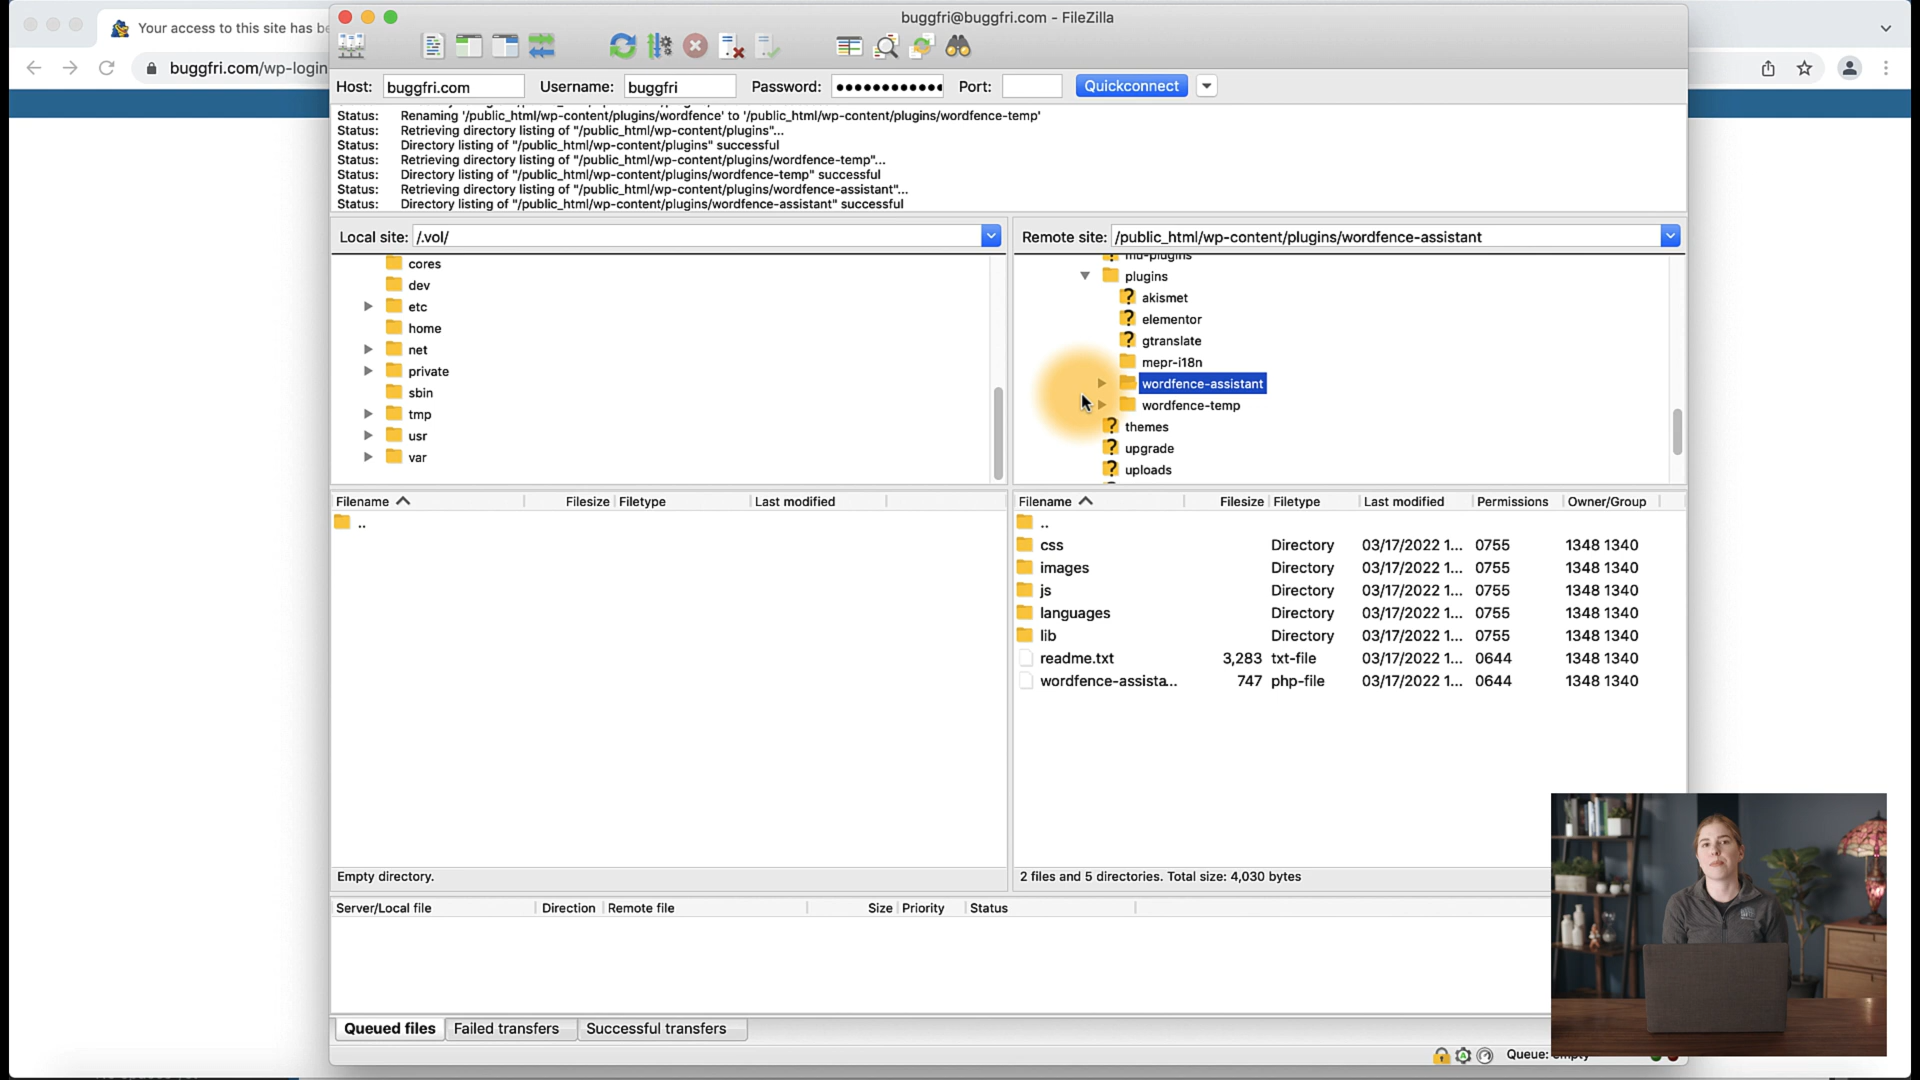 Your access to this site has be
buggfri.com/wp-login
buggfri@buggfri.com - FileZilla
Host: buggfri.com Username: buggfri Password: ●●●●●●●●●●●● Port: Quickconnect
Status: Renaming '/public_html/wp-content/plugins/wordfence' to '/public_html/wp-content/plugins/wordfence-temp'
Status: Retrieving directory listing of "/public_html/wp-content/plugins"...
Status: Directory listing of "/public_html/wp-content/plugins" successful
Status: Retrieving directory listing of "/public_html/wp-content/plugins/wordfence-temp"...
Status: Directory listing of "/public_html/wp-content/plugins/wordfence-temp" successful
Status: Retrieving directory listing of "/public_html/wp-content/plugins/wordfence-assistant"...
Status: Directory listing of "/public_html/wp-content/plugins/wordfence-assistant" successful
Local site: /.vol/
cores
dev
etc
home
net
private
sbin
tmp
usr
var
Remote site: /public_html/wp-content/plugins/wordfence-assistant
mu-plugins
plugins
akismet
elementor
gtranslate
mepr-i18n
wordfence-assistant
wordfence-temp
themes
upgrade
uploads
Filename Filesize Filetype Last modified
..
Empty directory.
Filename Filesize Filetype Last modified Permissions Owner/Group
..
css Directory 03/17/2022 1... 0755 1348 1340
images Directory 03/17/2022 1... 0755 1348 1340
js Directory 03/17/2022 1... 0755 1348 1340
languages Directory 03/17/2022 1... 0755 1348 1340
lib Directory 03/17/2022 1... 0755 1348 1340
readme.txt 3,283 txt-file 03/17/2022 1... 0644 1348 1340
wordfence-assista... 747 php-file 03/17/2022 1... 0644 1348 1340
2 files and 5 directories. Total size: 4,030 bytes
Server/Local file Direction Remote file Size Priority Status
Queued files Failed transfers Successful transfers
Queue: empty